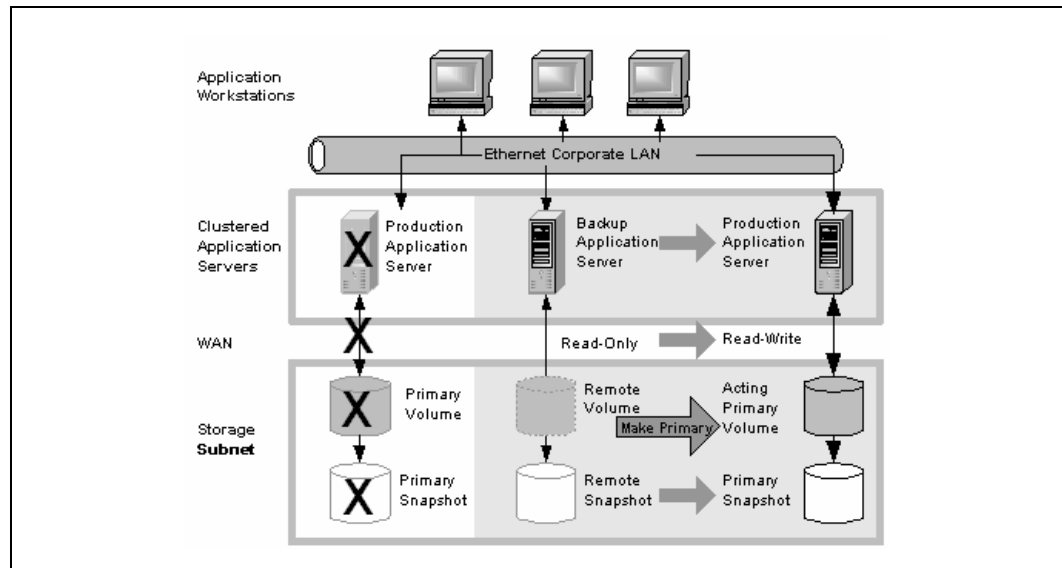 Application
Workstations
Ethernet Corporate LAN
Clustered
Application
Servers
X
Production
Application
Server
Backup
Application
Server
Production
Application
Server
WAN
X
Read-Only
Read-Write
Storage
Subnet
X
Primary
Volume
Remote
Volume
Make Primary
Acting
Primary
Volume
X
Primary
Snapshot
Remote
Snapshot
Primary
Snapshot